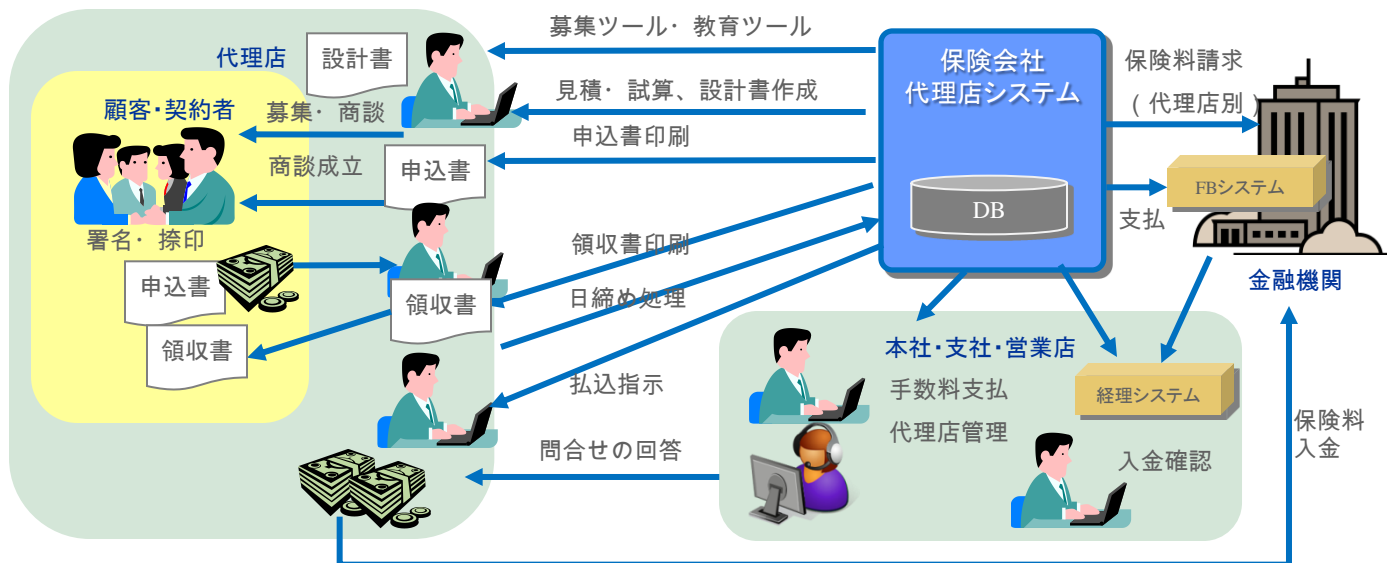 代理店
設計書
顧客・契約者
募集・商談
商談成立
申込書
署名・捺印
申込書
領収書
領収書
募集ツール・教育ツール
見積・試算、設計書作成
申込書印刷
領収書印刷
日締め処理
払込指示
問合せの回答
保険会社
代理店システム
DB
保険料請求
(代理店別)
FBシステム
支払
金融機関
本社・支社・営業店
手数料支払
代理店管理
経理システム
入金確認
保険料
入金